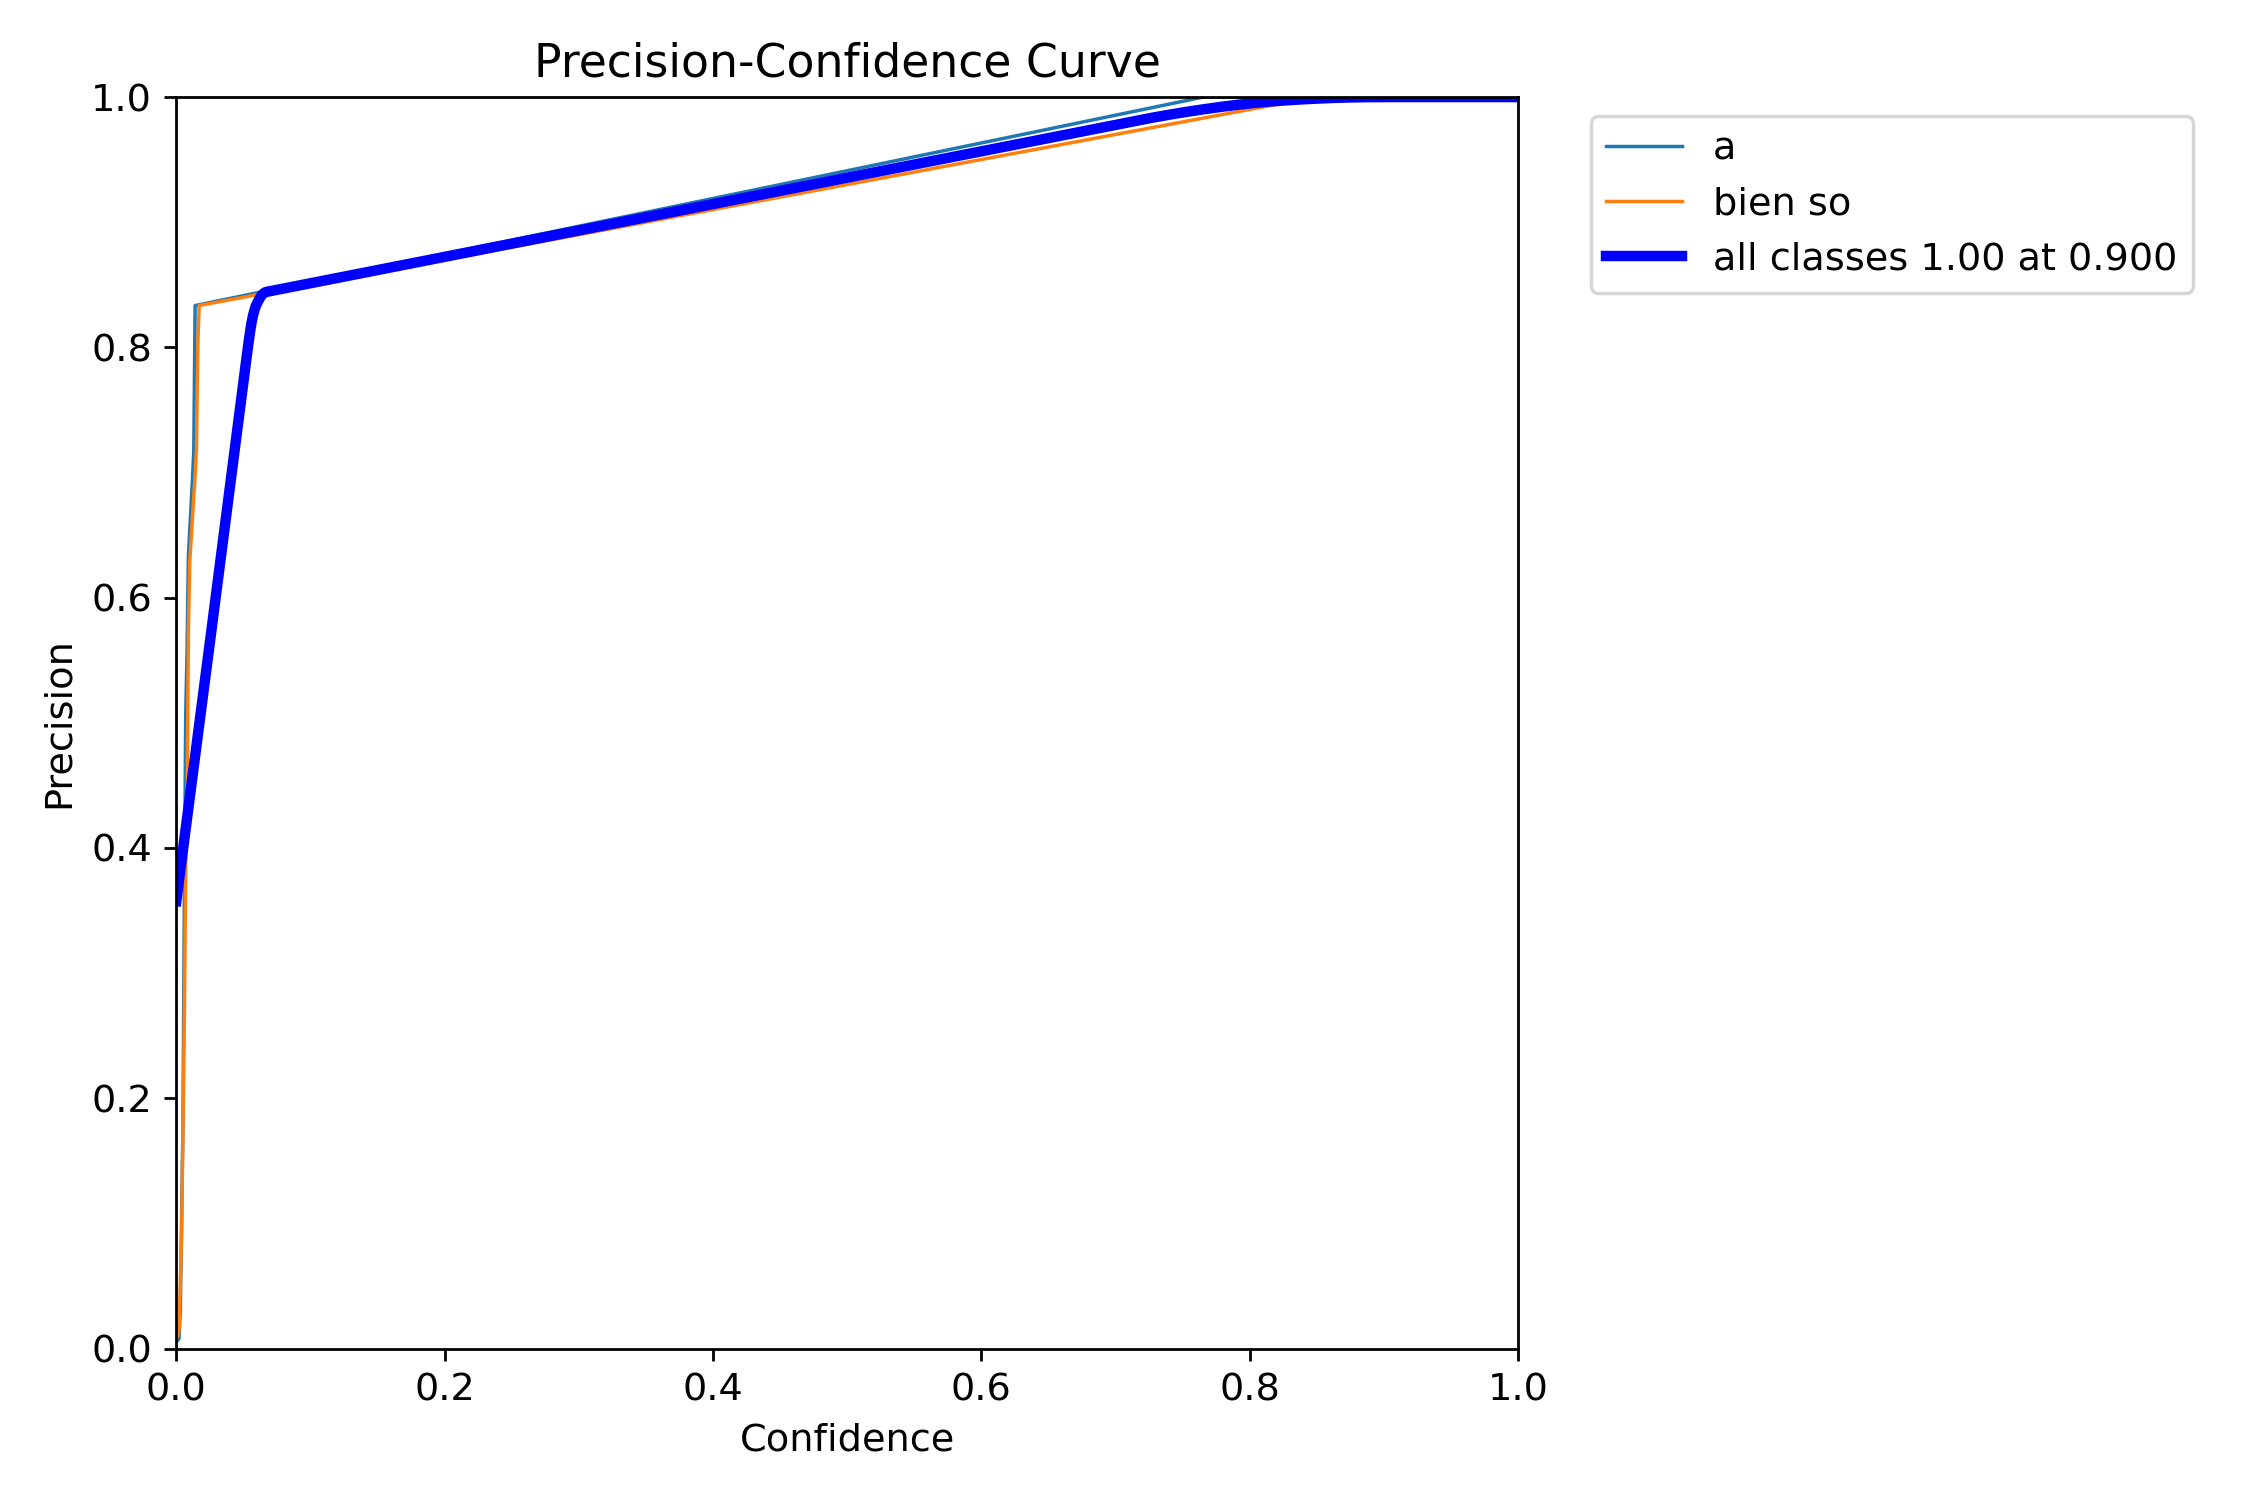 Precision-Confidence Curve
1.0
0.8
0.6
0.4
0.2
0.0
Precision
0.0 0.2 0.4 0.6 0.8 1.0
Confidence
a
bien so
all classes 1.00 at 0.900